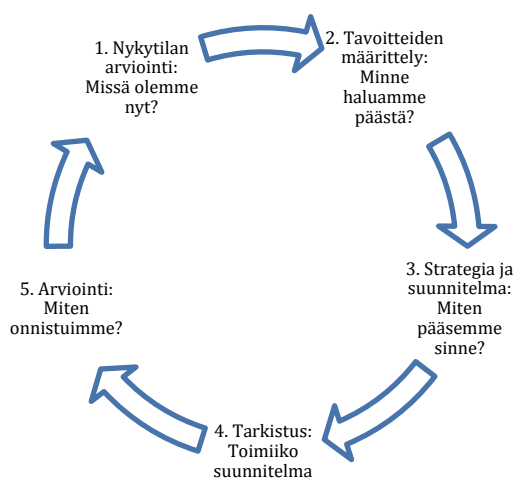 1. Nykytilan
arviointi:
Missä olemme
nyt?
2. Tavoitteiden
määrittely:
Minne
haluamme
päästä?
3. Strategia ja
suunnitelma:
Miten
pääsemme
sinne?
4. Tarkistus:
Toimiiko
suunnitelma
5. Arviointi:
Miten
onnistuimme?